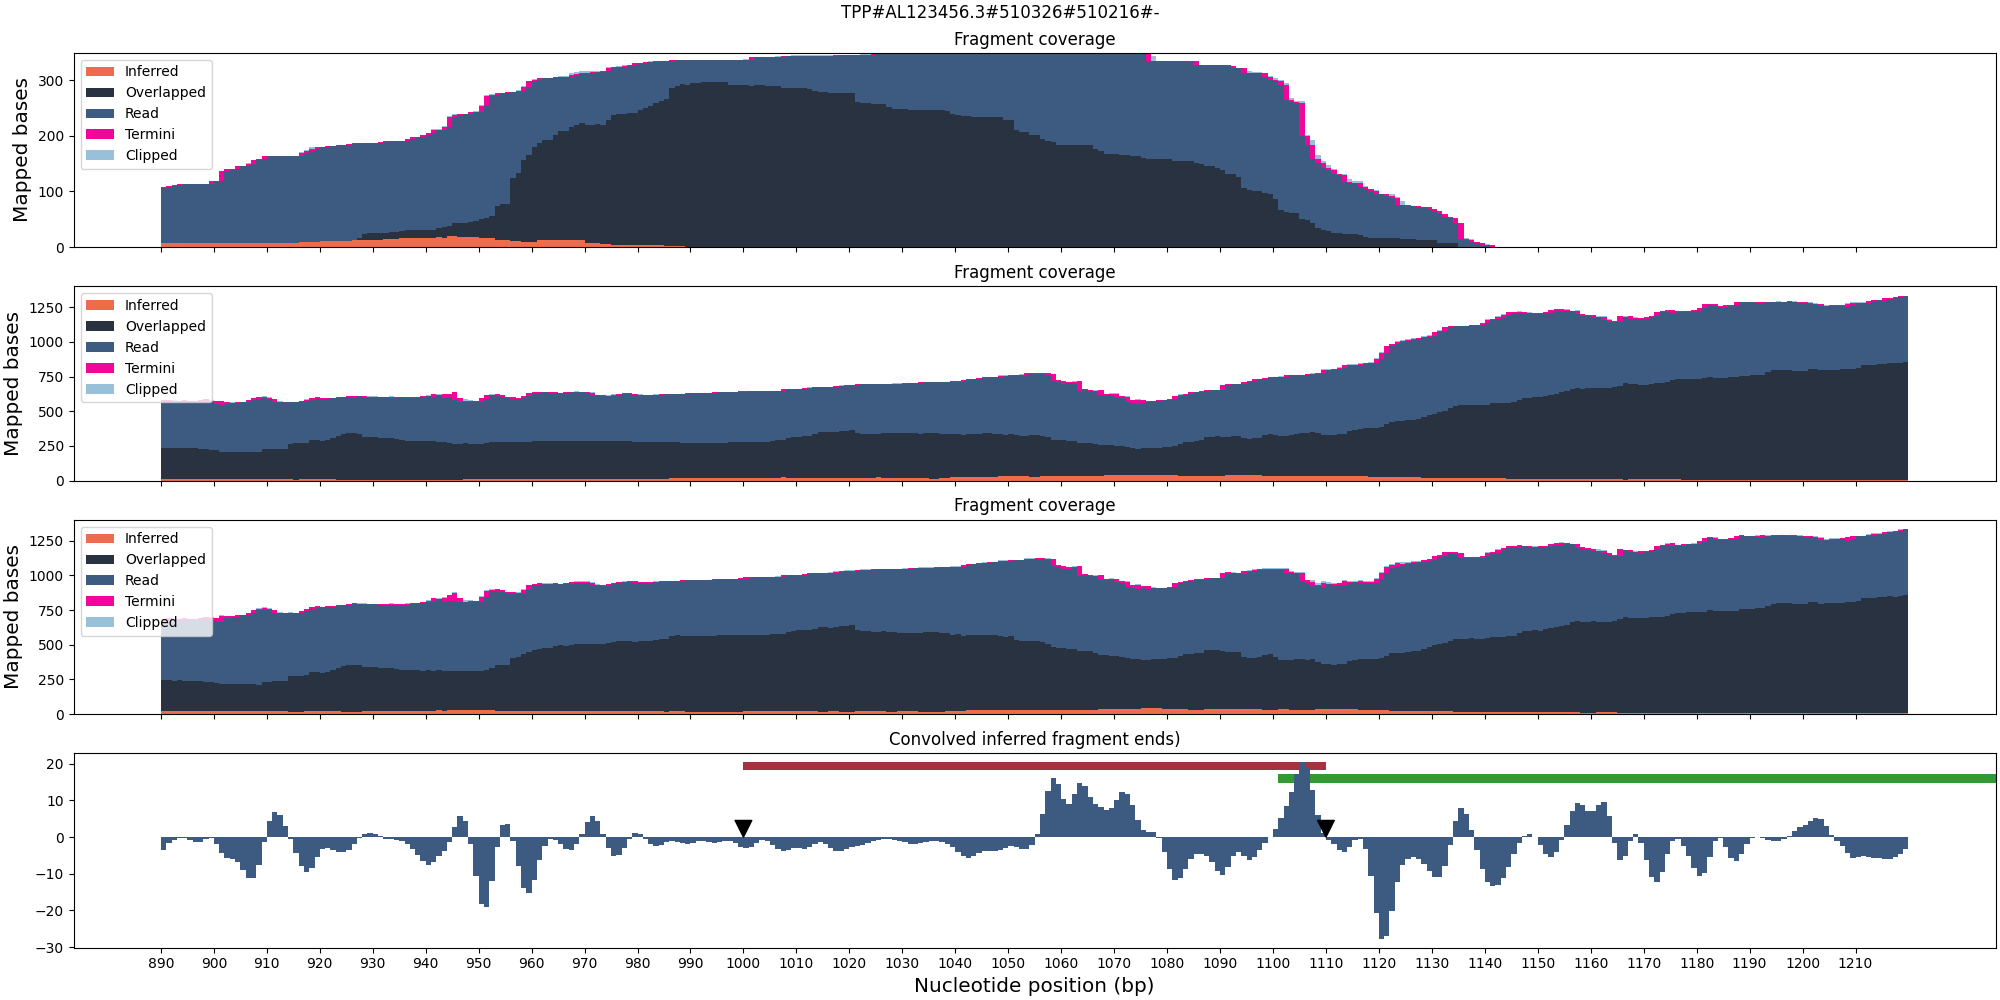 TPP#AL123456.3#510326#510216#-
Fragment coverage
Mapped bases
300
200
100
0
Inferred
Overlapped
Read
Termini
Clipped
Fragment coverage
Mapped bases
1250
1000
750
500
250
0
Inferred
Overlapped
Read
Termini
Clipped
Fragment coverage
Mapped bases
1250
1000
750
500
250
0
Inferred
Overlapped
Read
Termini
Clipped
Convolved inferred fragment ends)
20
10
0
−10
−20
−30
890 900 910 920 930 940 950 960 970 980 990 1000 1010 1020 1030 1040 1050 1060 1070 1080 1090 1100 1110 1120 1130 1140 1150 1160 1170 1180 1190 1200 1210
Nucleotide position (bp)